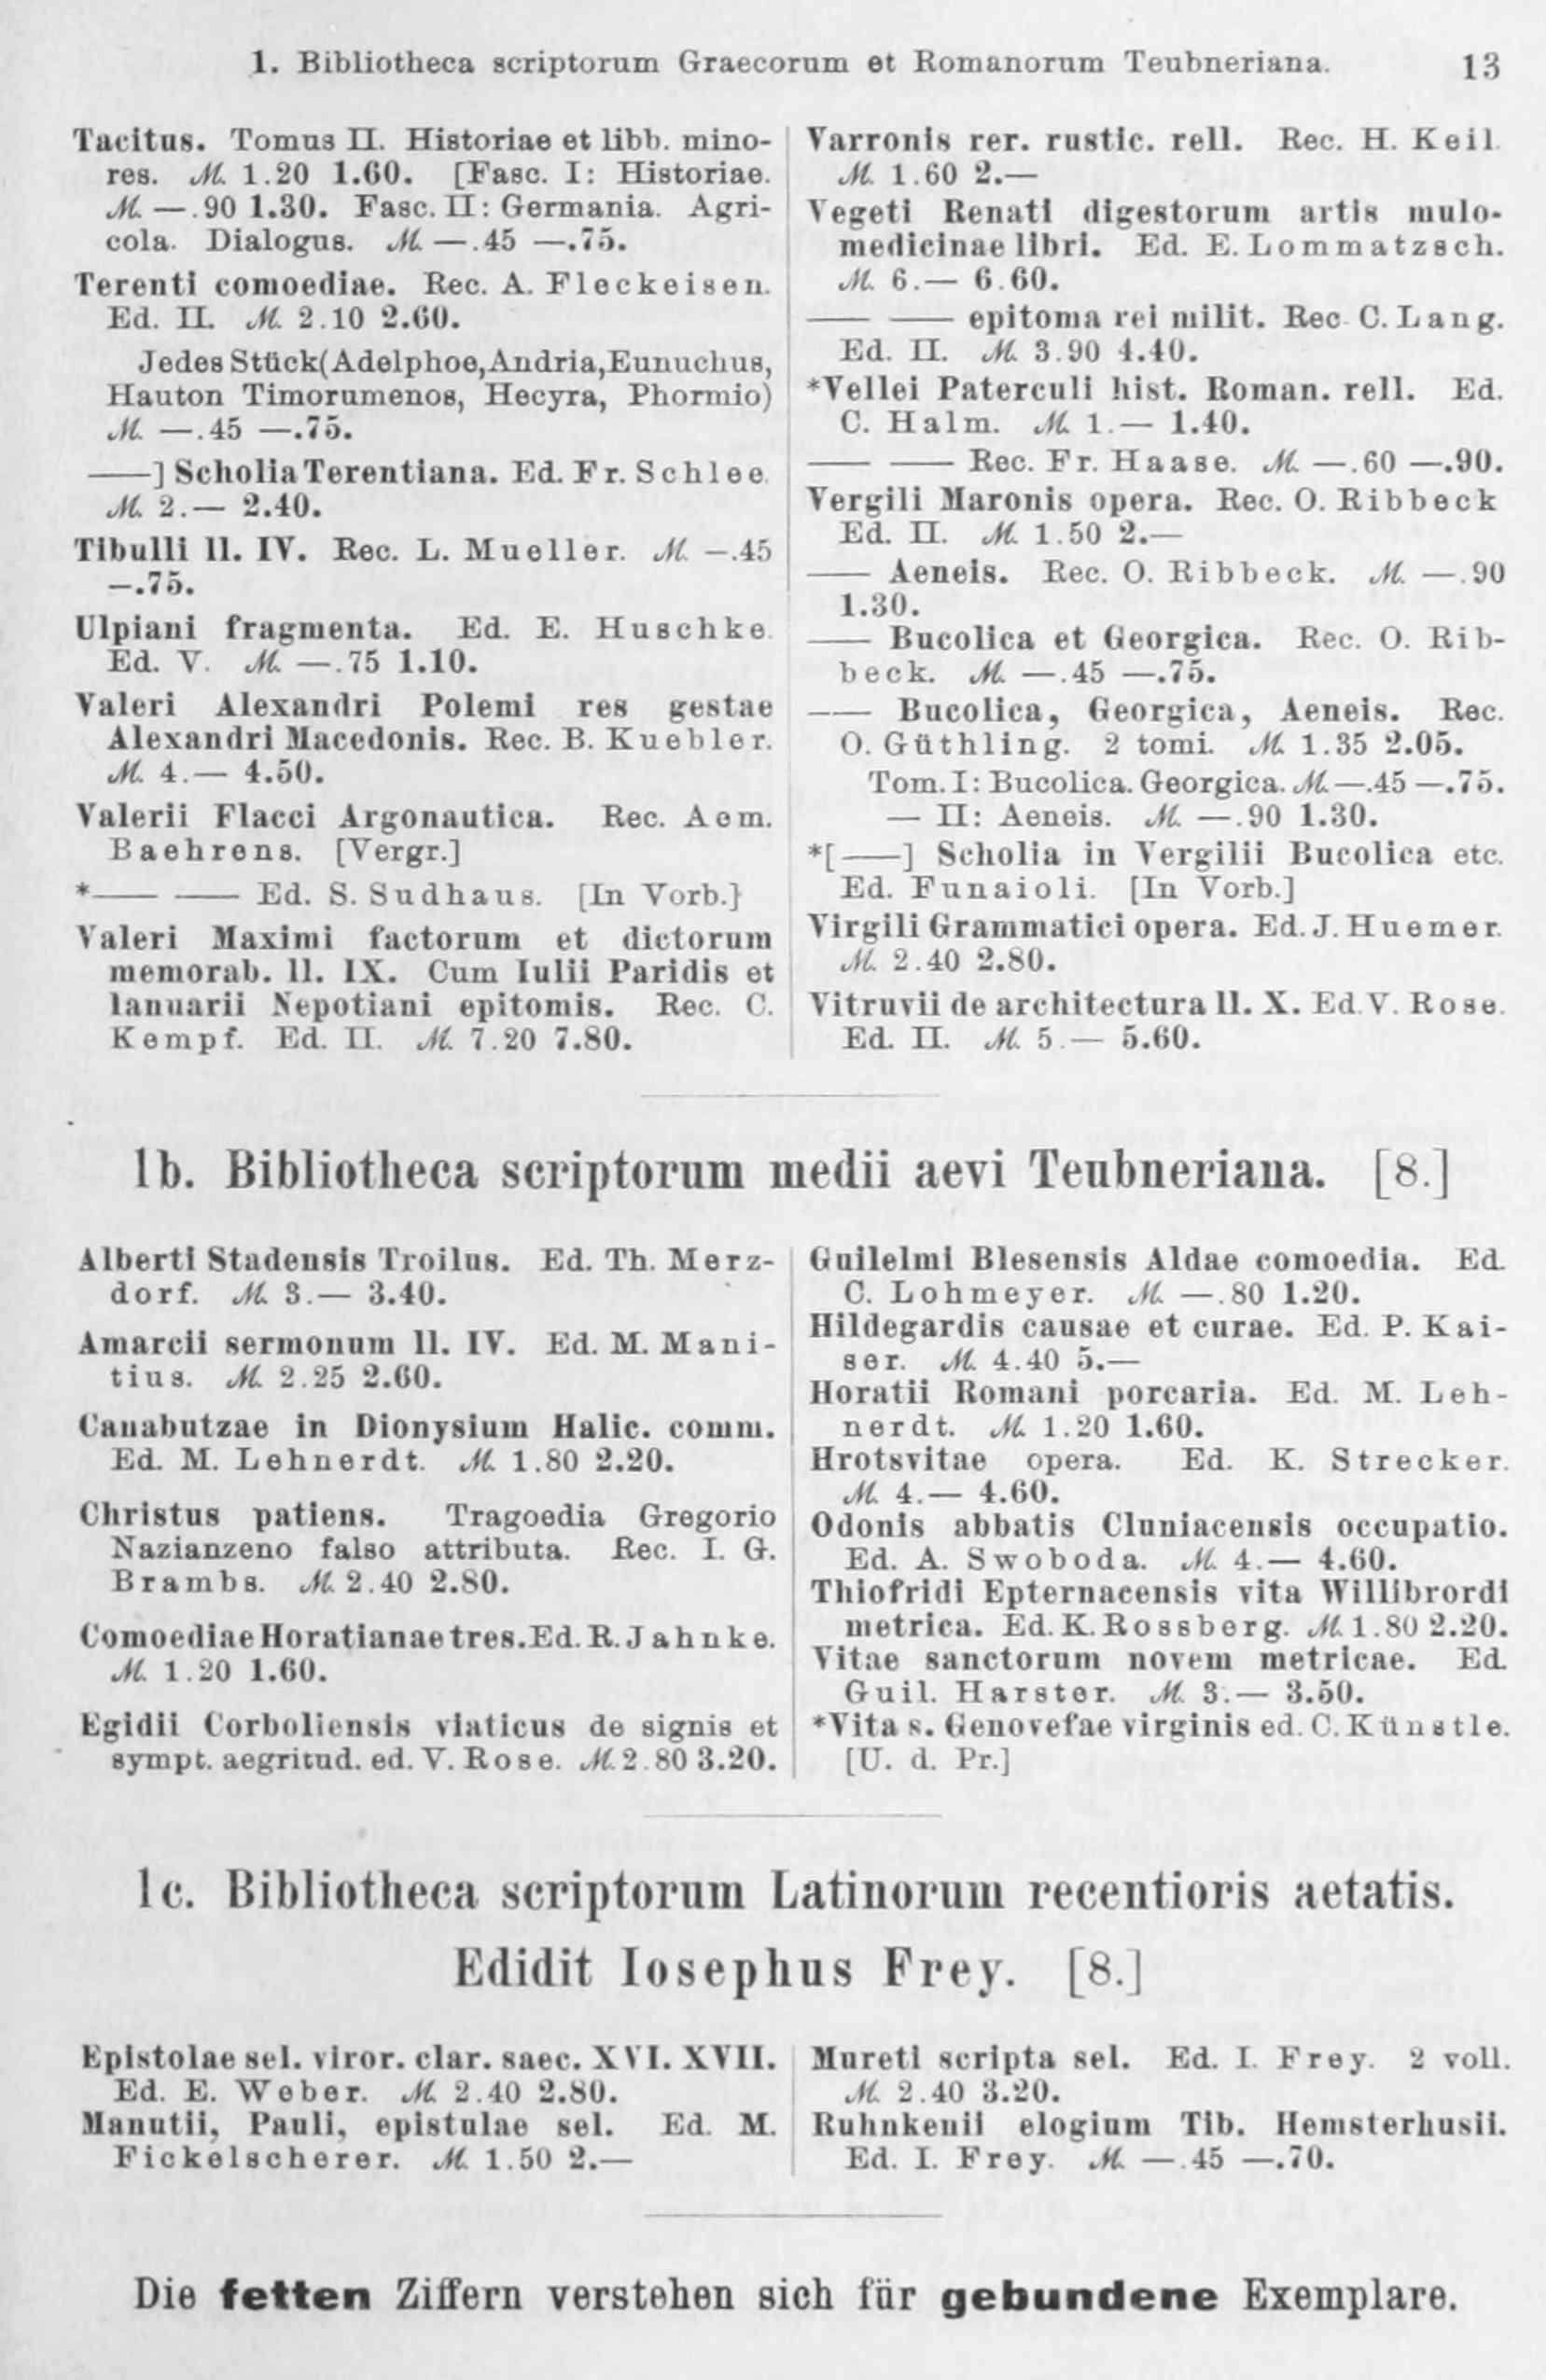 1. Bibliotheca scriptorum Graecorum et Romanorum Teubneriana. 13
Tacitus. Tomus II. Historiae et libb. mino-
res. ℳ 1.20 1.60. [Fasc. I: Historiae.
ℳ —.90 1.30. Fasc. II: Germania. Agri-
cola. Dialogus. ℳ —.45 —.75.
Terenti comoediae. Rec. A. Fleckeisen.
Ed. II. ℳ 2.10 2.60.
Jedes Stück (Adelphoe, Andria, Eunuchus,
Hauton Timorumenos, Hecyra, Phormio)
ℳ —.45 —.75.
——] Scholia Terentiana. Ed. Fr. Schlee.
ℳ 2.— 2.40.
Tibulli ll. IV. Rec. L. Mueller. ℳ —.45
—.75.
Ulpiani fragmenta. Ed. E. Huschke.
Ed. V. ℳ —.75 1.10.
Valeri Alexandri Polemi res gestae
Alexandri Macedonis. Rec. B. Kuebler.
ℳ 4.— 4.50.
Valerii Flacci Argonautica. Rec. Aem.
Baehrens. [Vergr.]
*—— —— Ed. S. Sudhaus. [In Vorb.]
Valeri Maximi factorum et dictorum
memorab. ll. IX. Cum Iulii Paridis et
Ianuarii Nepotiani epitomis. Rec. C.
Kempf. Ed. II. ℳ 7.20 7.80.
Varronis rer. rustic. rell. Rec. H. Keil.
ℳ 1.60 2.—
Vegeti Renati digestorum artis mulo-
medicinae libri. Ed. E. Lommatzsch.
ℳ 6.— 6.60.
—— —— epitoma rei milit. Rec. C. Lang.
Ed. II. ℳ 3.90 4.40.
*Vellei Paterculi hist. Roman. rell. Ed.
C. Halm. ℳ 1.— 1.40.
—— —— Rec. Fr. Haase. ℳ —.60 —.90.
Vergili Maronis opera. Rec. O. Ribbeck
Ed. II. ℳ 1.50 2.—
—— Aeneis. Rec. O. Ribbeck. ℳ —.90
1.30.
—— Bucolica et Georgica. Rec. O. Rib-
beck. ℳ —.45 —.75.
—— Bucolica, Georgica, Aeneis. Rec.
O. Güthling. 2 tomi. ℳ 1.35 2.05.
Tom. I: Bucolica. Georgica. ℳ —.45 —.75.
— II: Aeneis. ℳ —.90 1.30.
*[——] Scholia in Vergilii Bucolica etc.
Ed. Funaioli. [In Vorb.]
Virgili Grammatici opera. Ed. J. Huemer.
ℳ 2.40 2.80.
Vitruvii de architectura ll. X. Ed. V. Rose.
Ed. II. ℳ 5.— 5.60.
1b. Bibliotheca scriptorum medii aevi Teubneriana. [8.]
Alberti Stadensis Troilus. Ed. Th. Merz-
dorf. ℳ 3.— 3.40.
Amarcii sermonum ll. IV. Ed. M. Mani-
tius. ℳ 2.25 2.60.
Canabutzae in Dionysium Halic. comm.
Ed. M. Lehnerdt. ℳ 1.80 2.20.
Christus patiens. Tragoedia Gregorio
Nazianzeno falso attributa. Rec. I. G.
Brambs. ℳ 2.40 2.80.
Comoediae Horatianae tres. Ed. R. Jahnke.
ℳ 1.20 1.60.
Egidii Corboliensis viaticus de signis et
sympt. aegritud. ed. V. Rose. ℳ 2.80 3.20.
Guilelmi Blesensis Aldae comoedia. Ed.
C. Lohmeyer. ℳ —.80 1.20.
Hildegardis causae et curae. Ed. P. Kai-
ser. ℳ 4.40 5.—
Horatii Romani porcaria. Ed. M. Leh-
nerdt. ℳ 1.20 1.60.
Hrotsvitae opera. Ed. K. Strecker.
ℳ 4.— 4.60.
Odonis abbatis Cluniacensis occupatio.
Ed. A. Swoboda. ℳ 4.— 4.60.
Thiofridi Epternacensis vita Willibrordi
metrica. Ed. K. Rossberg. ℳ 1.80 2.20.
Vitae sanctorum novem metricae. Ed.
Guil. Harster. ℳ 3.— 3.50.
*Vita s. Genovefae virginis ed. C. Künstle.
[U. d. Pr.]
1c. Bibliotheca scriptorum Latinorum recentioris aetatis.
Edidit Iosephus Frey. [8.]
Epistolae sel. viror. clar. saec. XVI. XVII.
Ed. E. Weber. ℳ 2.40 2.80.
Manutii, Pauli, epistulae sel. Ed. M.
Fickelscherer. ℳ 1.50 2.—
Mureti scripta sel. Ed. I. Frey. 2 voll.
ℳ 2.40 3.20.
Ruhnkenii elogium Tib. Hemsterhusii.
Ed. I. Frey. ℳ —.45 —.70.
Die fetten Ziffern verstehen sich für gebundene Exemplare.